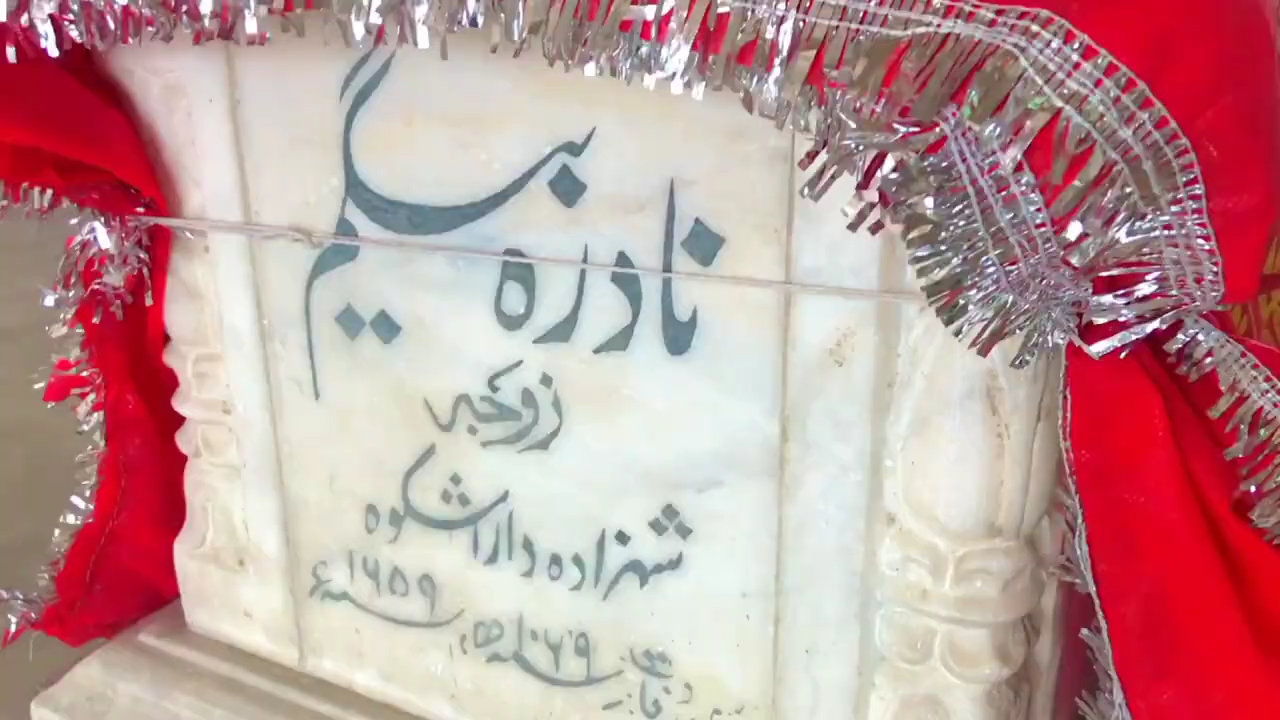 نادرہ بیگم
زوجہ
شہزادہ داراشکوہ
۱۰۶۹ھ، ۱۶۵۹ء